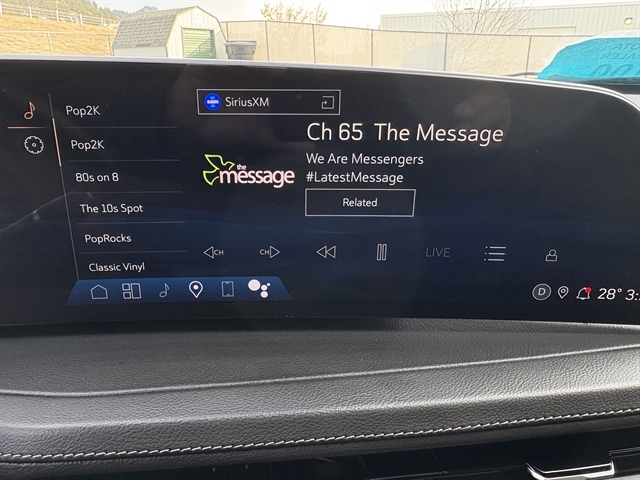 Pop2K
Pop2K
80s on 8
The 10s Spot
PopRocks
Classic Vinyl
SiriusXM
Ch 65 The Message
the
message
We Are Messengers
#LatestMessage
Related
CH
CH
LIVE
D
28° 3: